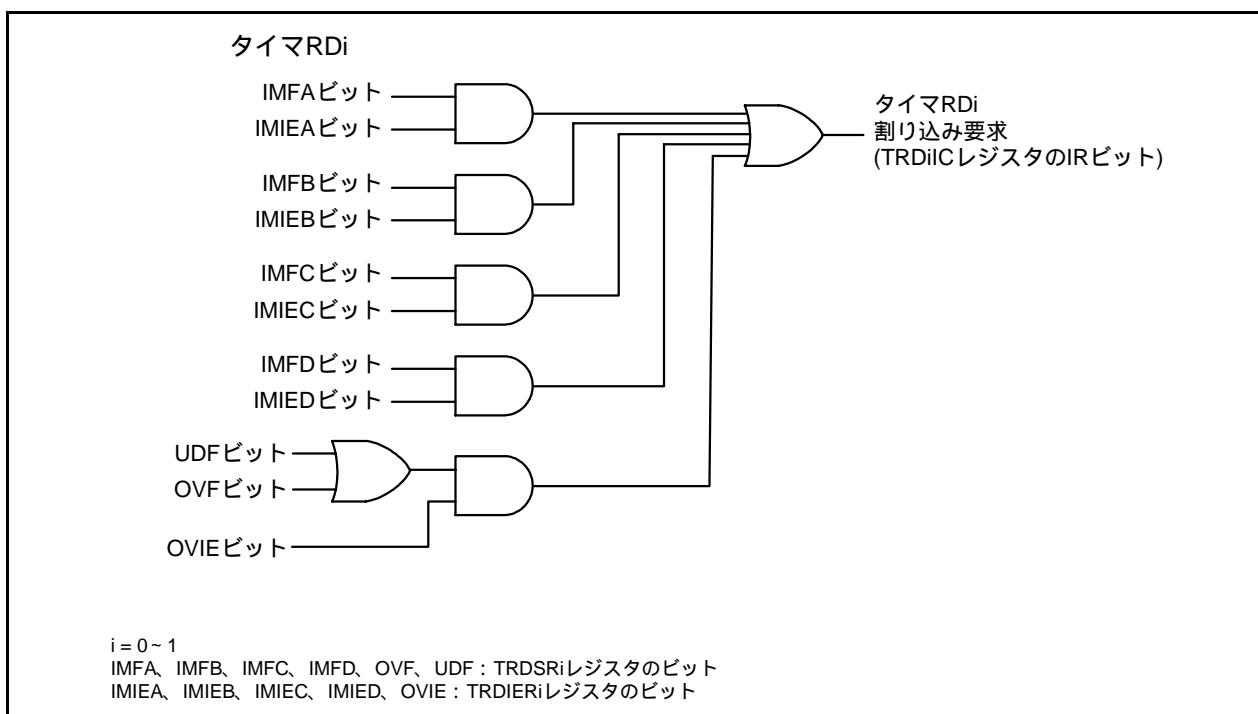 タイマRDi
IMFAビット
IMIEAビット
IMFBビット
IMIEBビット
IMFCビット
IMIECビット
IMFDビット
IMIEDビット
UDFビット
OVFビット
OVIEビット
タイマRDi
割り込み要求
(TRDiICレジスタのIRビット)
i = 0~1
IMFA、IMFB、IMFC、IMFD、OVF、UDF：TRDSRiレジスタのビット
IMIEA、IMIEB、IMIEC、IMIED、OVIE：TRDIERiレジスタのビット